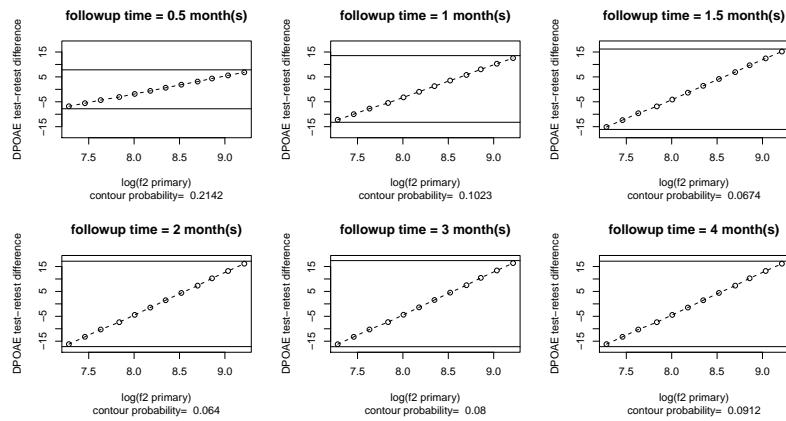 followup time = 0.5 month(s)
DPOAE test−retest difference
15
5
−5
−15
7.5 8.0 8.5 9.0
log(f2 primary)
contour probability= 0.2142
followup time = 1 month(s)
DPOAE test−retest difference
15
5
−5
−15
7.5 8.0 8.5 9.0
log(f2 primary)
contour probability= 0.1023
followup time = 1.5 month(s)
DPOAE test−retest difference
15
5
−5
−15
7.5 8.0 8.5 9.0
log(f2 primary)
contour probability= 0.0674
followup time = 2 month(s)
DPOAE test−retest difference
15
5
−15
7.5 8.0 8.5 9.0
log(f2 primary)
contour probability= 0.064
followup time = 3 month(s)
DPOAE test−retest difference
15
5
−15
7.5 8.0 8.5 9.0
log(f2 primary)
contour probability= 0.08
followup time = 4 month(s)
DPOAE test−retest difference
15
5
−15
7.5 8.0 8.5 9.0
log(f2 primary)
contour probability= 0.0912